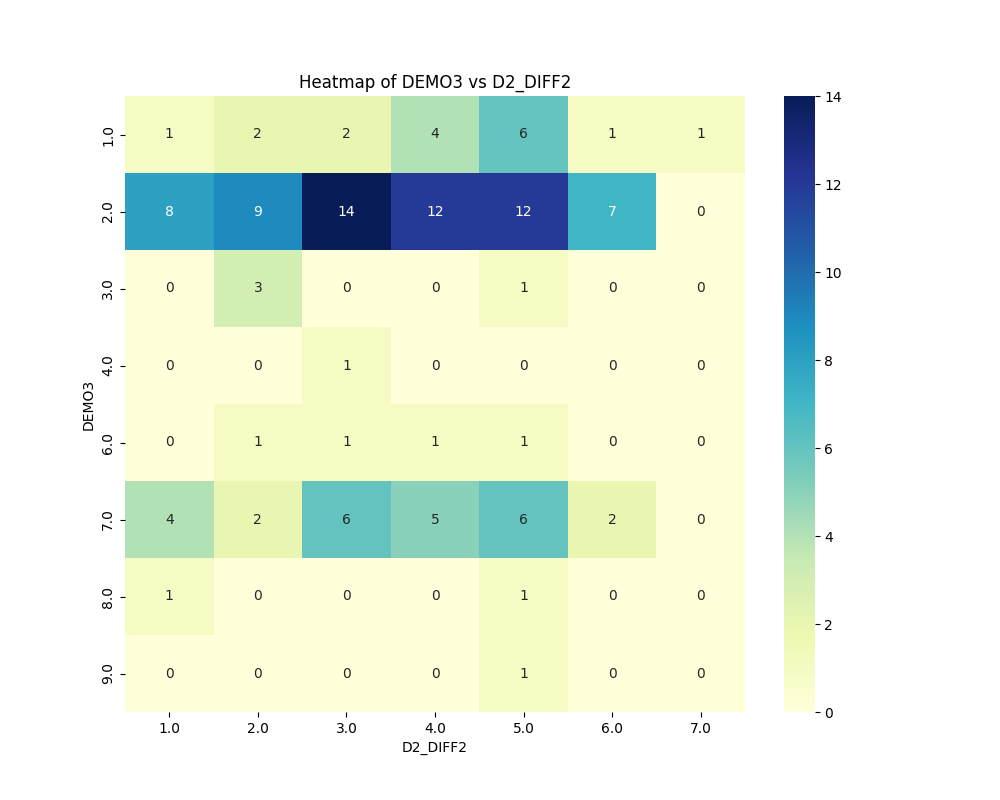 Heatmap of DEMO3 vs D2_DIFF2
1.0 1 2 2 4 6 1 1
2.0 8 9 14 12 12 7 0
3.0 0 3 0 0 1 0 0
4.0 0 0 1 0 0 0 0
6.0 0 1 1 1 1 0 0
7.0 4 2 6 5 6 2 0
8.0 1 0 0 0 1 0 0
9.0 0 0 0 0 1 0 0
1.0 2.0 3.0 4.0 5.0 6.0 7.0
D2_DIFF2
DEMO3
14
12
10
8
6
4
2
0